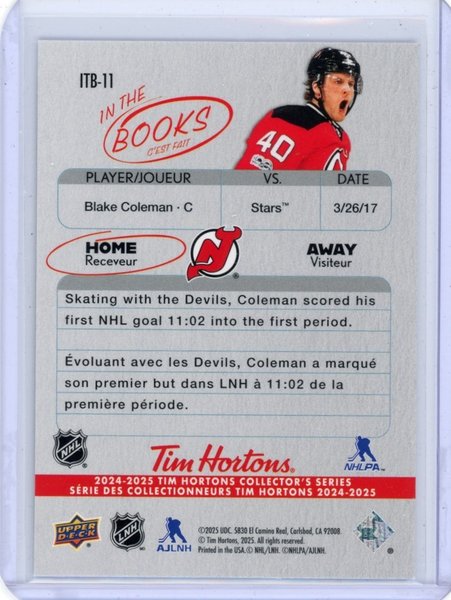 ITB-11
IN THE
BOOKS
C'EST FAIT
40
PLAYER/JOUEUR VS. DATE
Blake Coleman · C Stars™ 3/26/17
HOME AWAY
Receveur Visiteur
Skating with the Devils, Coleman scored his
first NHL goal 11:02 into the first period.
Évoluant avec les Devils, Coleman a marqué
son premier but dans LNH à 11:02 de la
première période.
NHL
Tim Hortons®
NHLPA™
2024-2025 TIM HORTONS COLLECTOR'S SERIES
SÉRIE DES COLLECTIONNEURS TIM HORTONS 2024-2025
UPPER
DECK
LNH
AJLNH
©2025 UDC. 5830 El Camino Real, Carlsbad, CA 92008.
© Tim Hortons, 2025. All rights reserved.
Printed in the USA.© NHL/LNH. ©NHLPA/AJLNH.